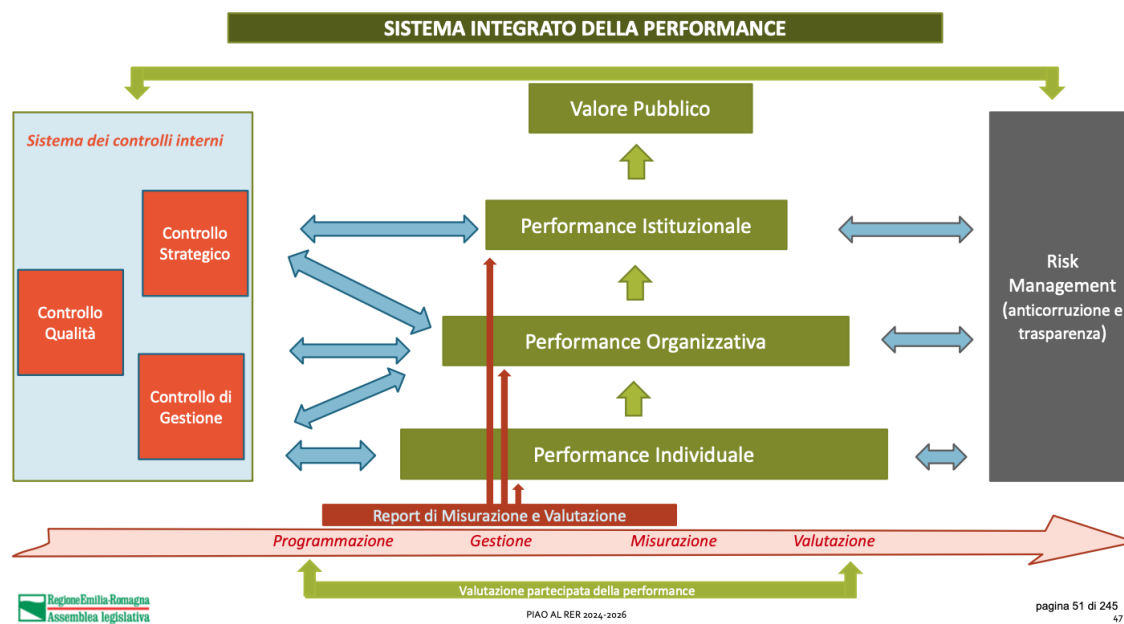 SISTEMA INTEGRATO DELLA PERFORMANCE
Valore Pubblico
Sistema dei controlli interni
Controllo
Strategico
Controllo
Qualità
Controllo di
Gestione
Performance Istituzionale
Performance Organizzativa
Performance Individuale
Risk
Management
(anticorruzione e
trasparenza)
Report di Misurazione e Valutazione
Programmazione
Gestione
Misurazione
Valutazione
Valutazione partecipata della performance
RegioneEmilia-Romagna
Assemblea legislativa
PIAO AL RER 2024-2026
pagina 51 di 245
47